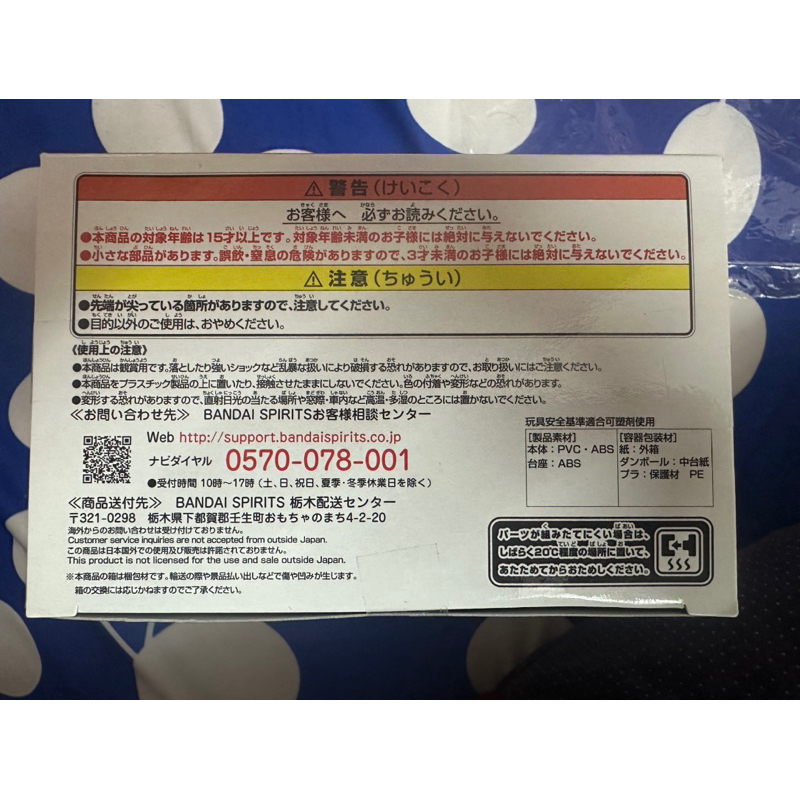 ⚠警告(けいこく)
お客様へ 必ずお読みください。
●本商品の対象年齢は15才以上です。対象年齢未満のお子様には絶対に与えないでください。
●小さな部品があります。誤飲・窒息の危険がありますので、3才未満のお子様には絶対に与えないでください。
⚠注意(ちゅうい)
●先端が尖っている箇所がありますので、注意してください。
●目的以外のご使用は、おやめください。
《使用上の注意》
●本商品は観賞用です。落としたり強いショックなど乱暴な扱いにより破損する恐れがありますので、お取り扱いにはご注意ください。
●本商品をプラスチック製品の上に置いたり、接触させたままにしないでください。色の付着や変形などの恐れがあります。
●変形する恐れがありますので、直射日光の当たる場所や窓際・車内など高温・多湿のところには置かないでください。
≪お問い合わせ先≫ BANDAI SPIRITSお客様相談センター
Web http://support.bandaispirits.co.jp
ナビダイヤル 0570-078-001
●受付時間 10時〜17時(土、日、祝日、夏季・冬季休業日を除く)
≪商品送付先≫ BANDAI SPIRITS 栃木配送センター
〒321-0298 栃木県下都賀郡壬生町おもちゃのまち4-2-20
海外からのお問い合わせは受け付けておりません。
Customer service inquiries are not accepted from outside Japan.
この商品は日本国外での使用及び販売は許諾されておりません。
This product is not licensed for the use and sale outside Japan.
※本商品の箱は梱包材です。輸送の際や景品払い出しなどで傷や凹みが生じます。
箱の交換には応じかねますのでご了承ください。
玩具安全基準適合可塑剤使用
[製品素材]
本体:PVC・ABS
台座:ABS
[容器包装材]
紙:外箱
ダンボール:中台紙
プラ:保護材 PE
パーツが組みたてにくい場合は、
しばらく20℃程度の場所に置いて、
あたためてからおためしください。